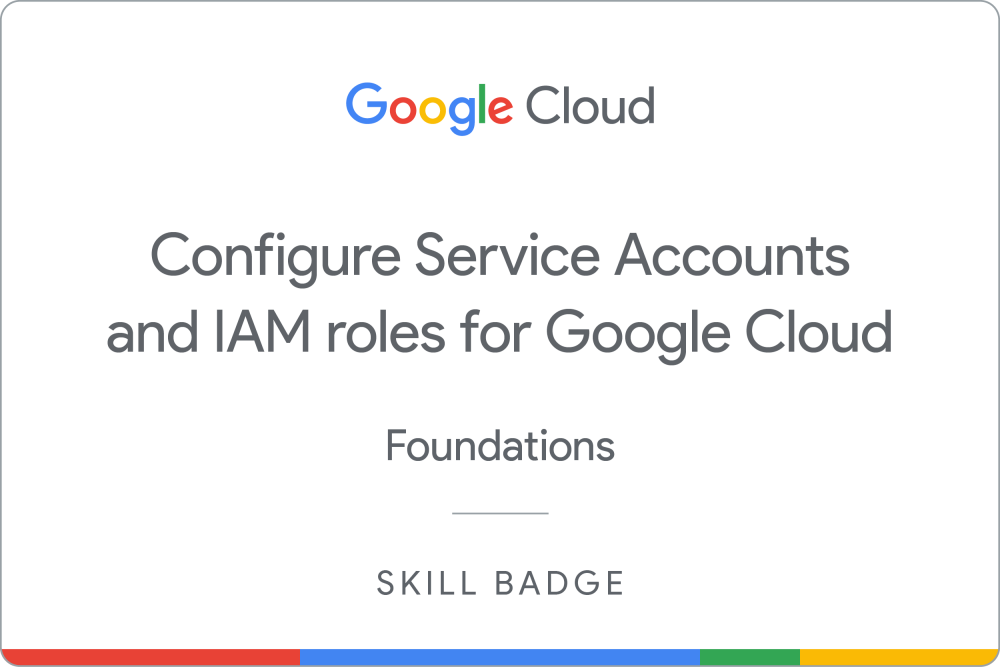 Google Cloud
Configure Service Accounts
and IAM roles for Google Cloud
Foundations
SKILL BADGE